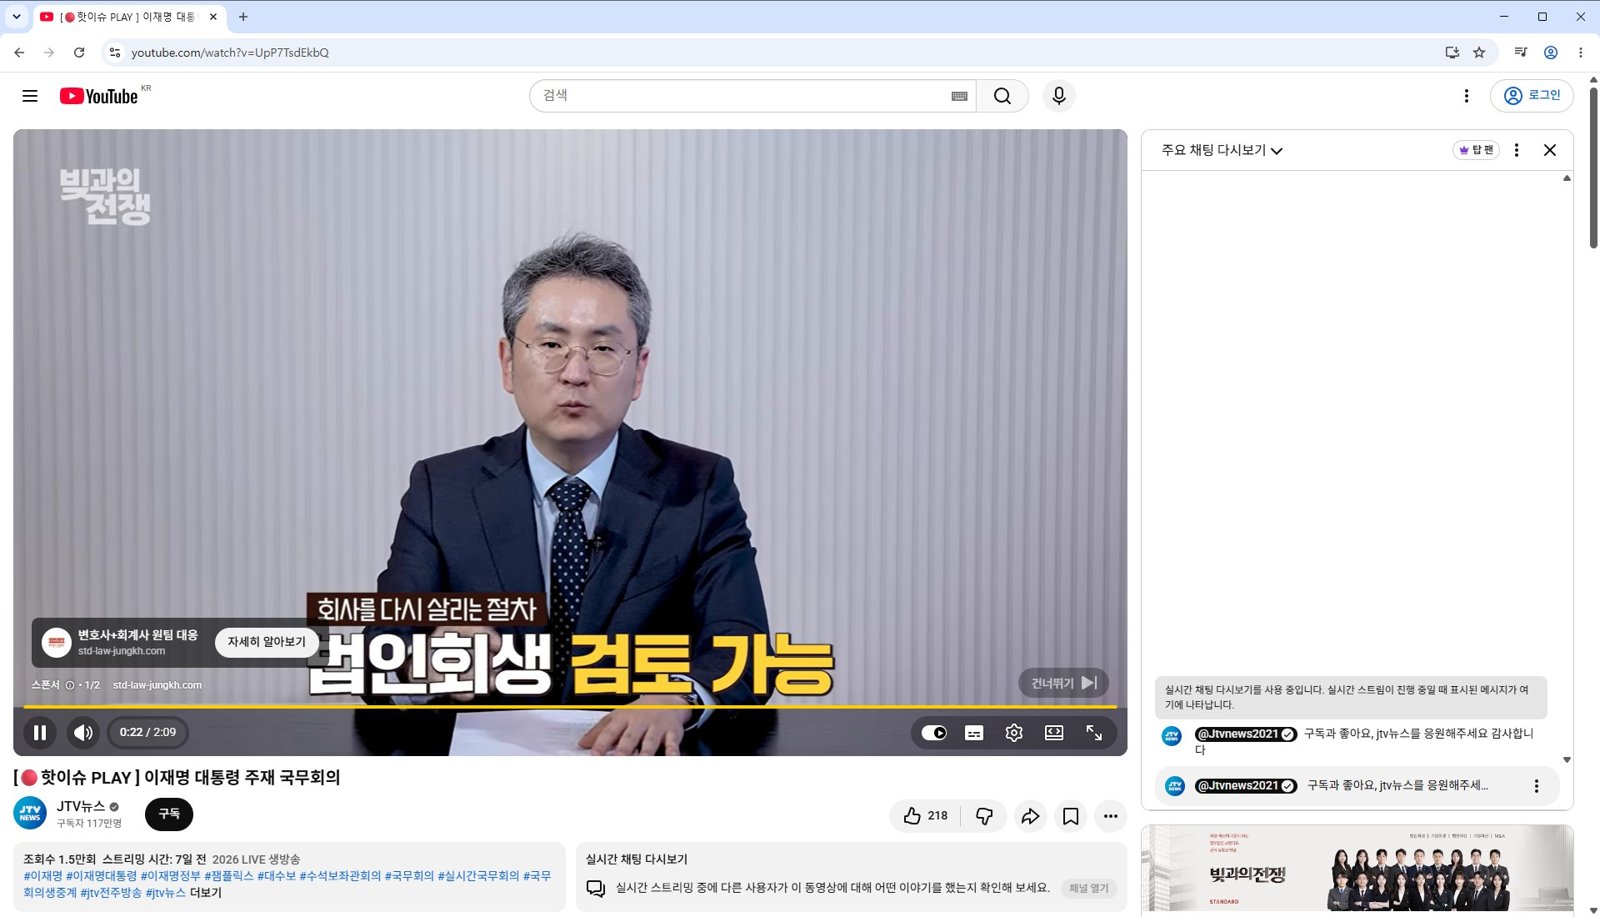 [🔴핫이슈 PLAY ] 이재명 대통
youtube.com/watch?v=UpP7TsdEkbQ
YouTube KR
검색
로그인
빚과의
전쟁
회사를 다시 살리는 절차
법인회생 검토 가능
변호사+회계사 원팀 대응
std-law-jungkh.com
자세히 알아보기
스폰서 · 1/2 std-law-jungkh.com
건너뛰기
0:22 / 2:09
[🔴핫이슈 PLAY ] 이재명 대통령 주재 국무회의
JTV뉴스
구독자 117만명
구독
218
조회수 1.5만회 스트리밍 시간: 7일 전 2026 LIVE 생방송
#이재명 #이재명대통령 #이재명정부 #잼플릭스 #대수보 #수석보좌관회의 #국무회의 #실시간국무회의 #국무
회의생중계 #jtv전주방송 #jtv뉴스 더보기
실시간 채팅 다시보기
실시간 스트리밍 중에 다른 사용자가 이 동영상에 대해 어떤 이야기를 했는지 확인해 보세요.
패널 열기
주요 채팅 다시보기
탑 팬
실시간 채팅 다시보기를 사용 중입니다. 실시간 스트림이 진행 중일 때 표시된 메시지가 여
기에 나타납니다.
@Jtvnews2021 구독과 좋아요, jtv뉴스를 응원해주세요 감사합니
다
@Jtvnews2021 구독과 좋아요, jtv뉴스를 응원해주세...
빚과의전쟁
STANDARD